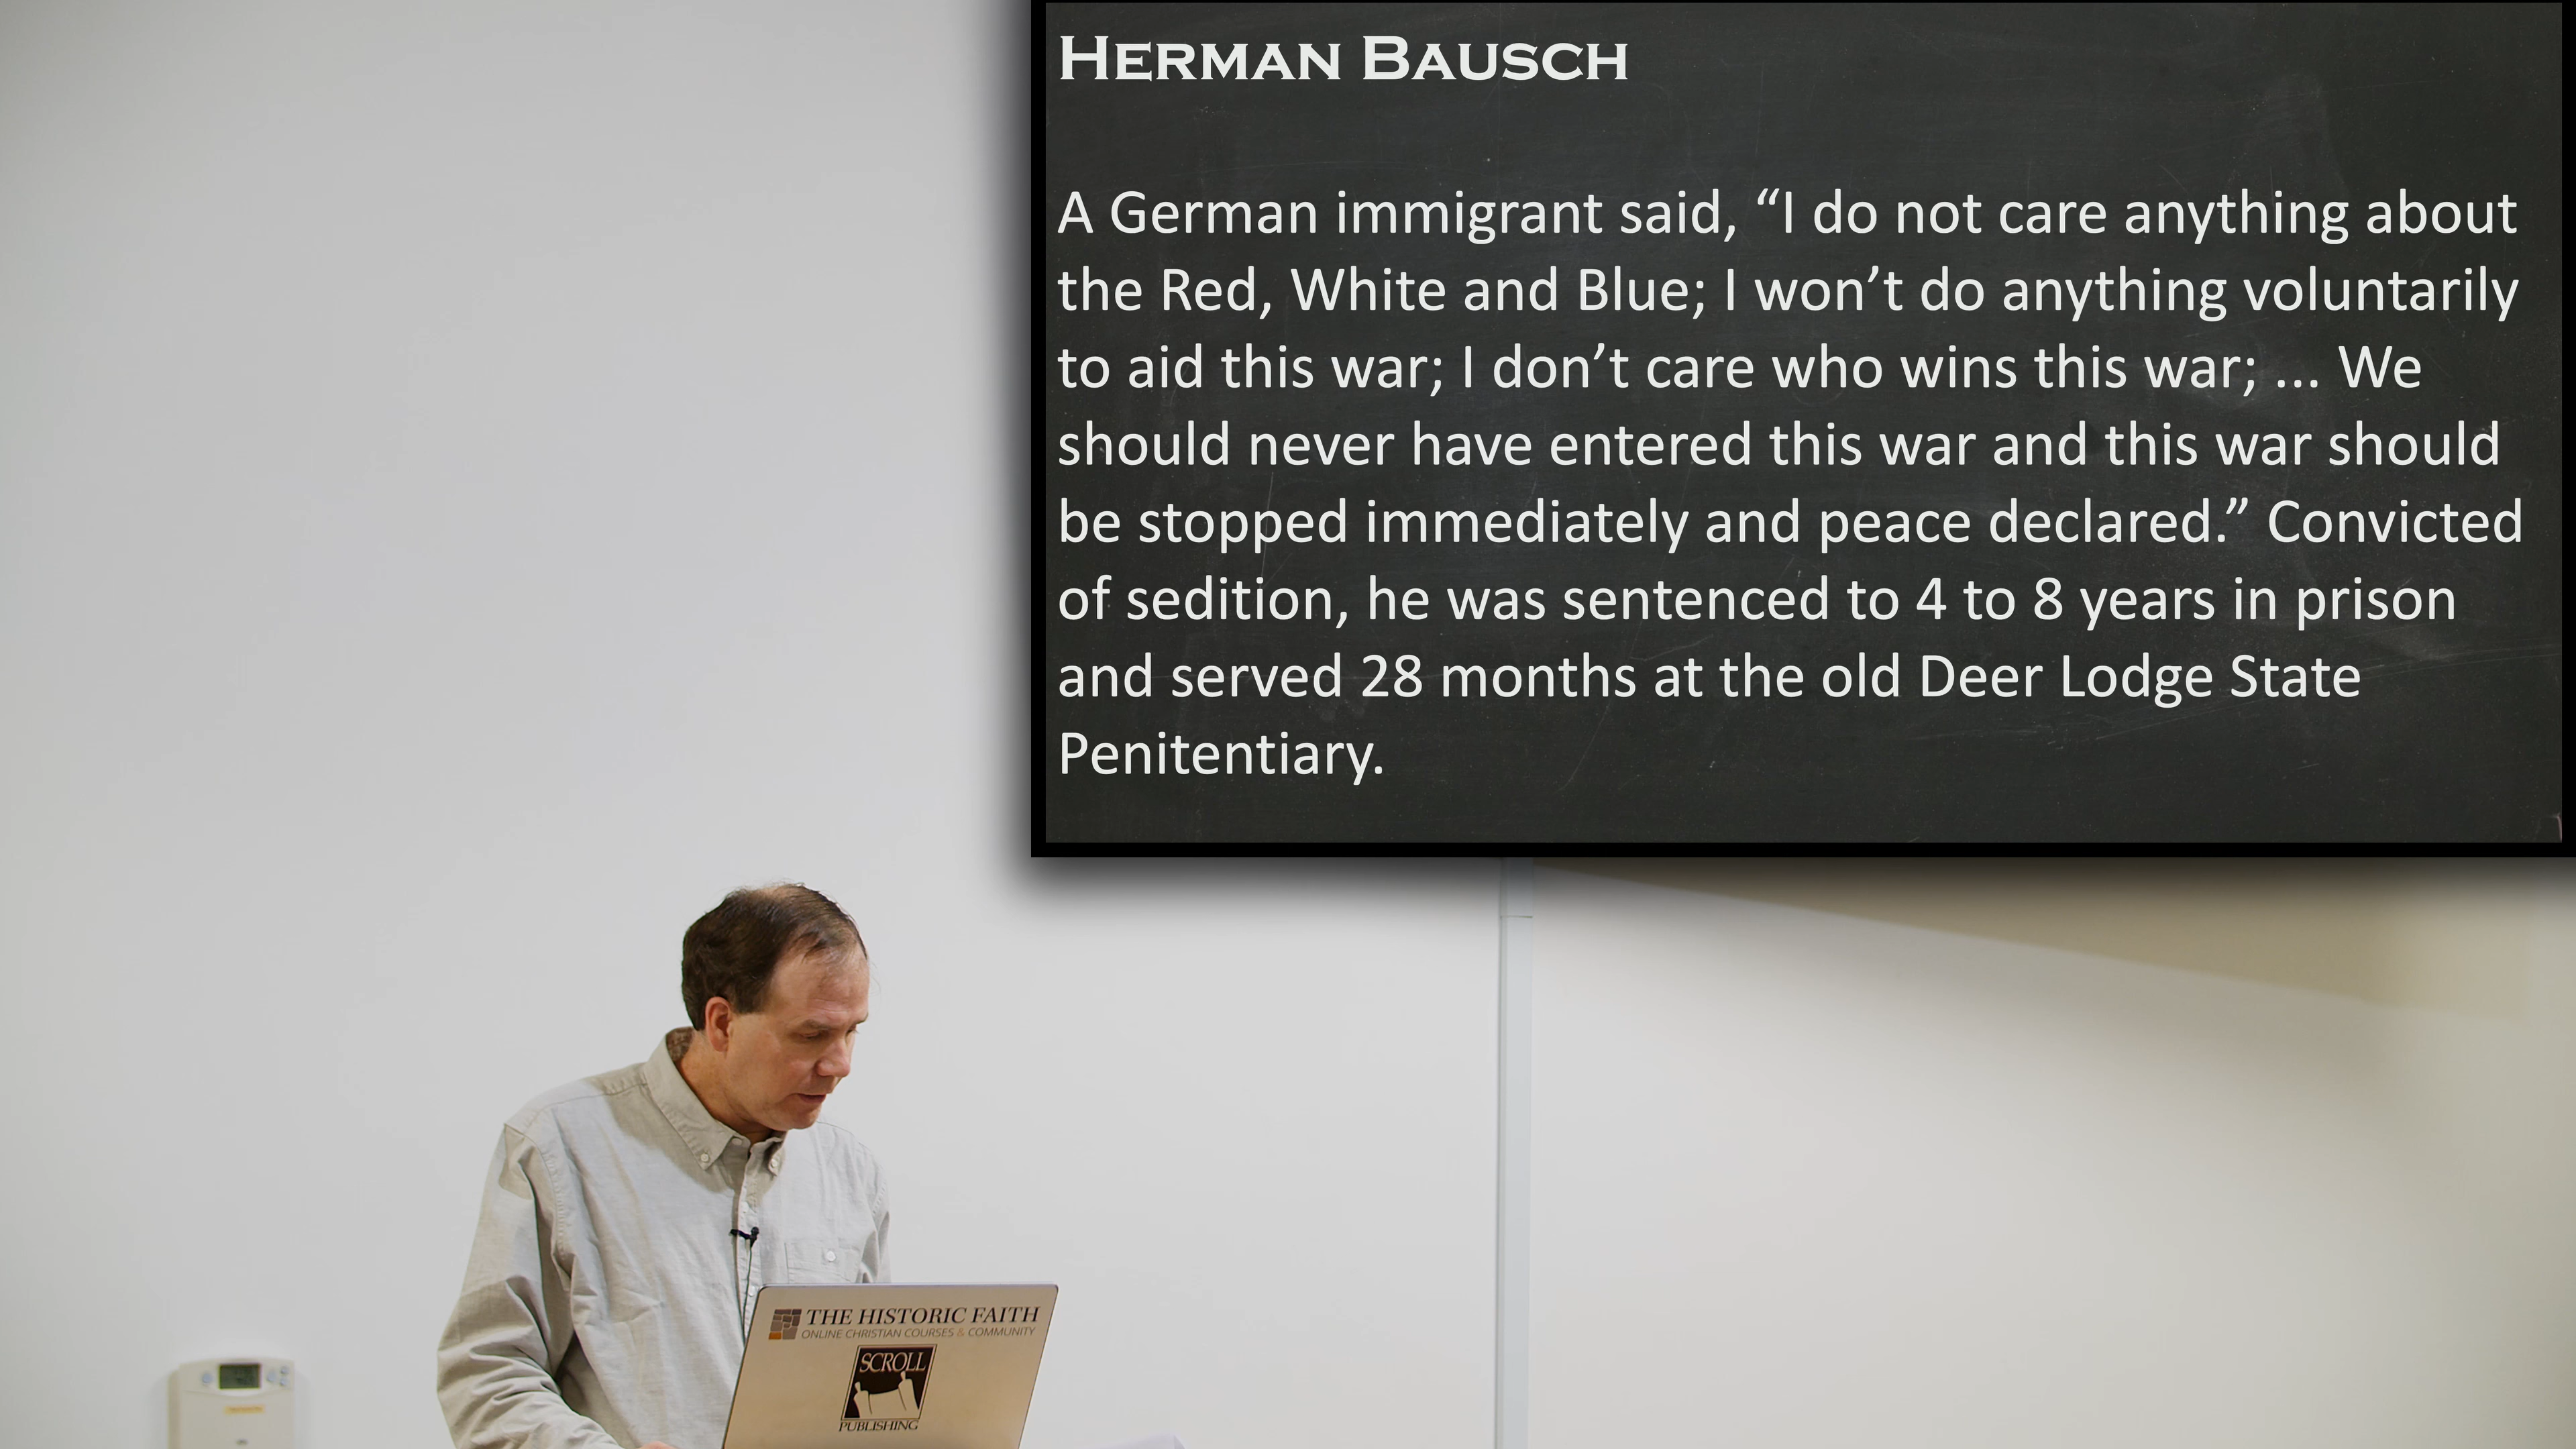 HERMAN BAUSCH
A German immigrant said, “I do not care anything about
the Red, White and Blue; I won’t do anything voluntarily
to aid this war; I don’t care who wins this war; ... We
should never have entered this war and this war should
be stopped immediately and peace declared.” Convicted
of sedition, he was sentenced to 4 to 8 years in prison
and served 28 months at the old Deer Lodge State
Penitentiary.
THE HISTORIC FAITH
ONLINE CHRISTIAN COURSES & COMMUNITY
SCROLL
PUBLISHING